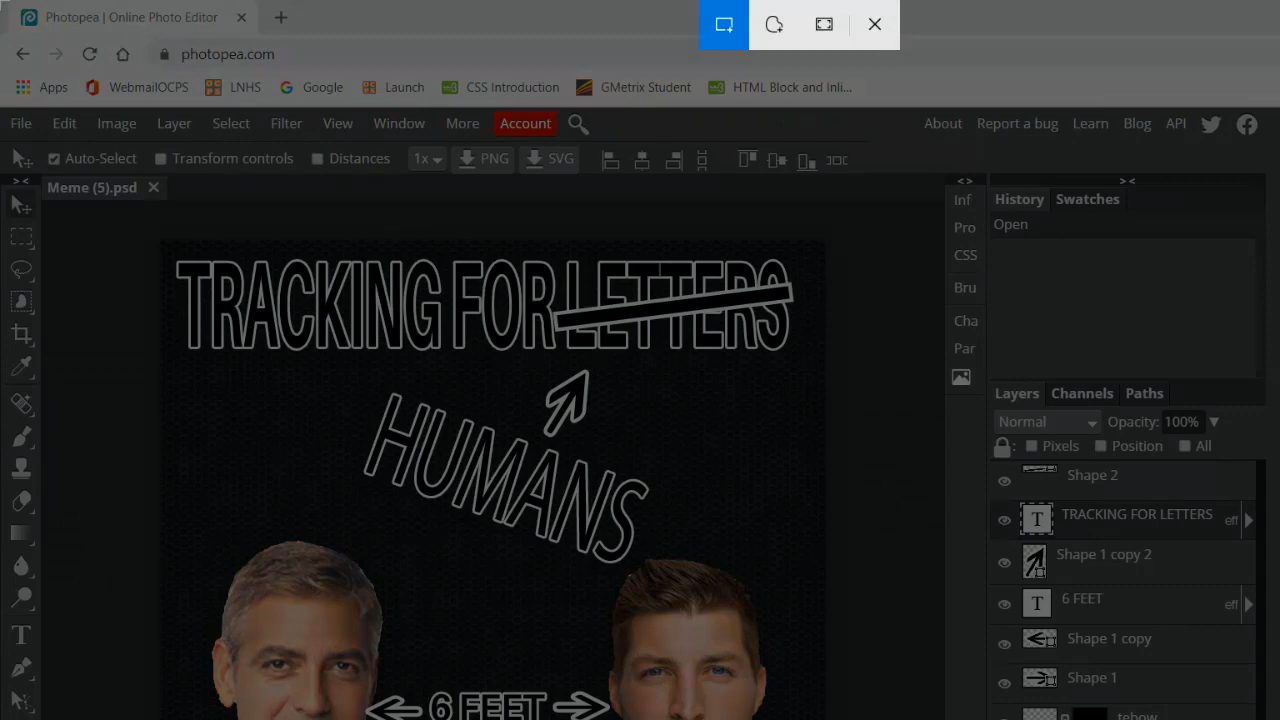 Photopea | Online Photo Editor
photopea.com
Apps WebmailOCPS LNHS Google Launch CSS Introduction GMetrix Student HTML Block and Inli...
File Edit Image Layer Select Filter View Window More Account About Report a bug Learn Blog API
Auto-Select Transform controls Distances 1x PNG SVG
Meme (5).psd
TRACKING FOR LETTERS
HUMANS
6 FEET
Inf
Pro
CSS
Bru
Cha
Par
History Swatches
Open
Layers Channels Paths
Normal Opacity: 100%
Pixels Position All
Shape 2
TRACKING FOR LETTERS eff
Shape 1 copy 2
6 FEET eff
Shape 1 copy
Shape 1
tebow